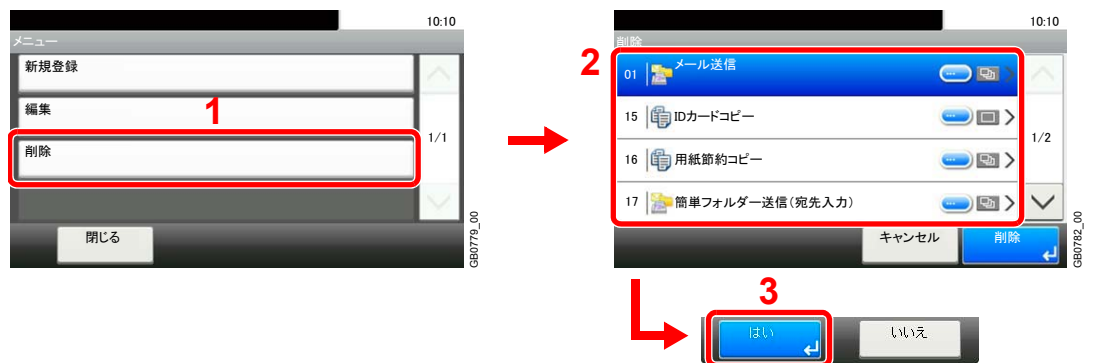 10:10
メニュー
新規登録
編集
1
1/1
削除
閉じる
GB0779_00
10:10
削除
2
01 メール送信
15 IDカードコピー
1/2
16 用紙節約コピー
17 簡単フォルダー送信(宛先入力)
キャンセル 削除
GB0782_00
3
はい いいえ